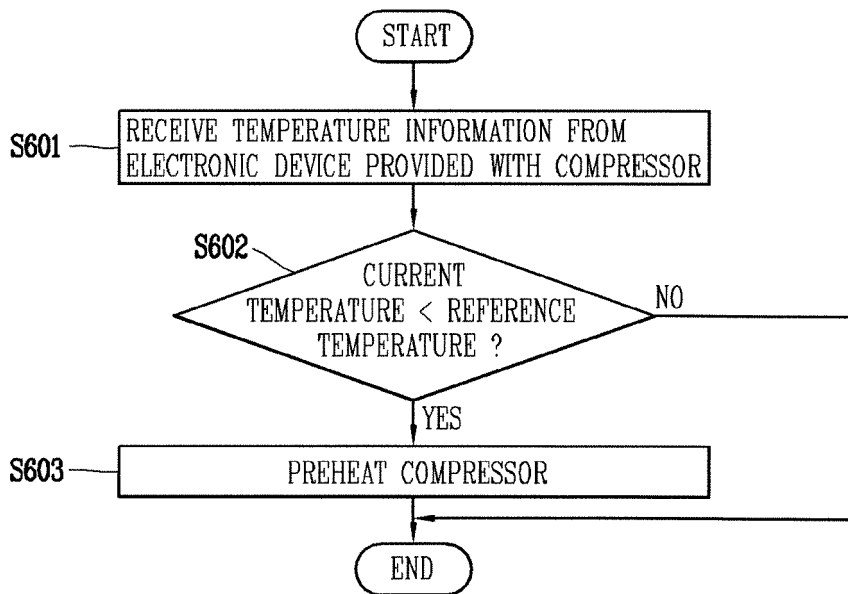 START
S601
RECEIVE TEMPERATURE INFORMATION FROM
ELECTRONIC DEVICE PROVIDED WITH COMPRESSOR
S602
CURRENT
TEMPERATURE < REFERENCE
TEMPERATURE ?
NO
YES
S603
PREHEAT COMPRESSOR
END